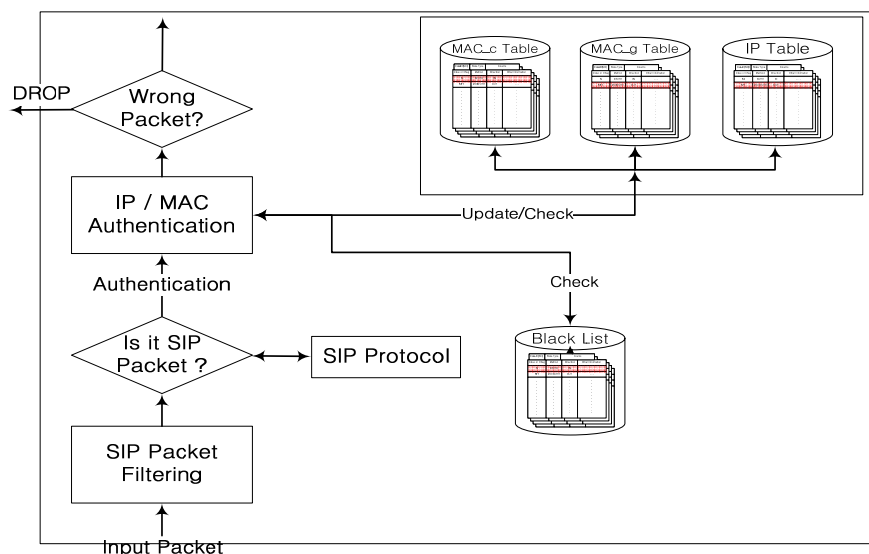 MAC_c Table
MAC_g Table
IP Table
DROP
Wrong
Packet?
IP / MAC
Authentication
Update/Check
Authentication
Check
Is it SIP
Packet ?
SIP Protocol
Black List
SIP Packet
Filtering
Input Packet